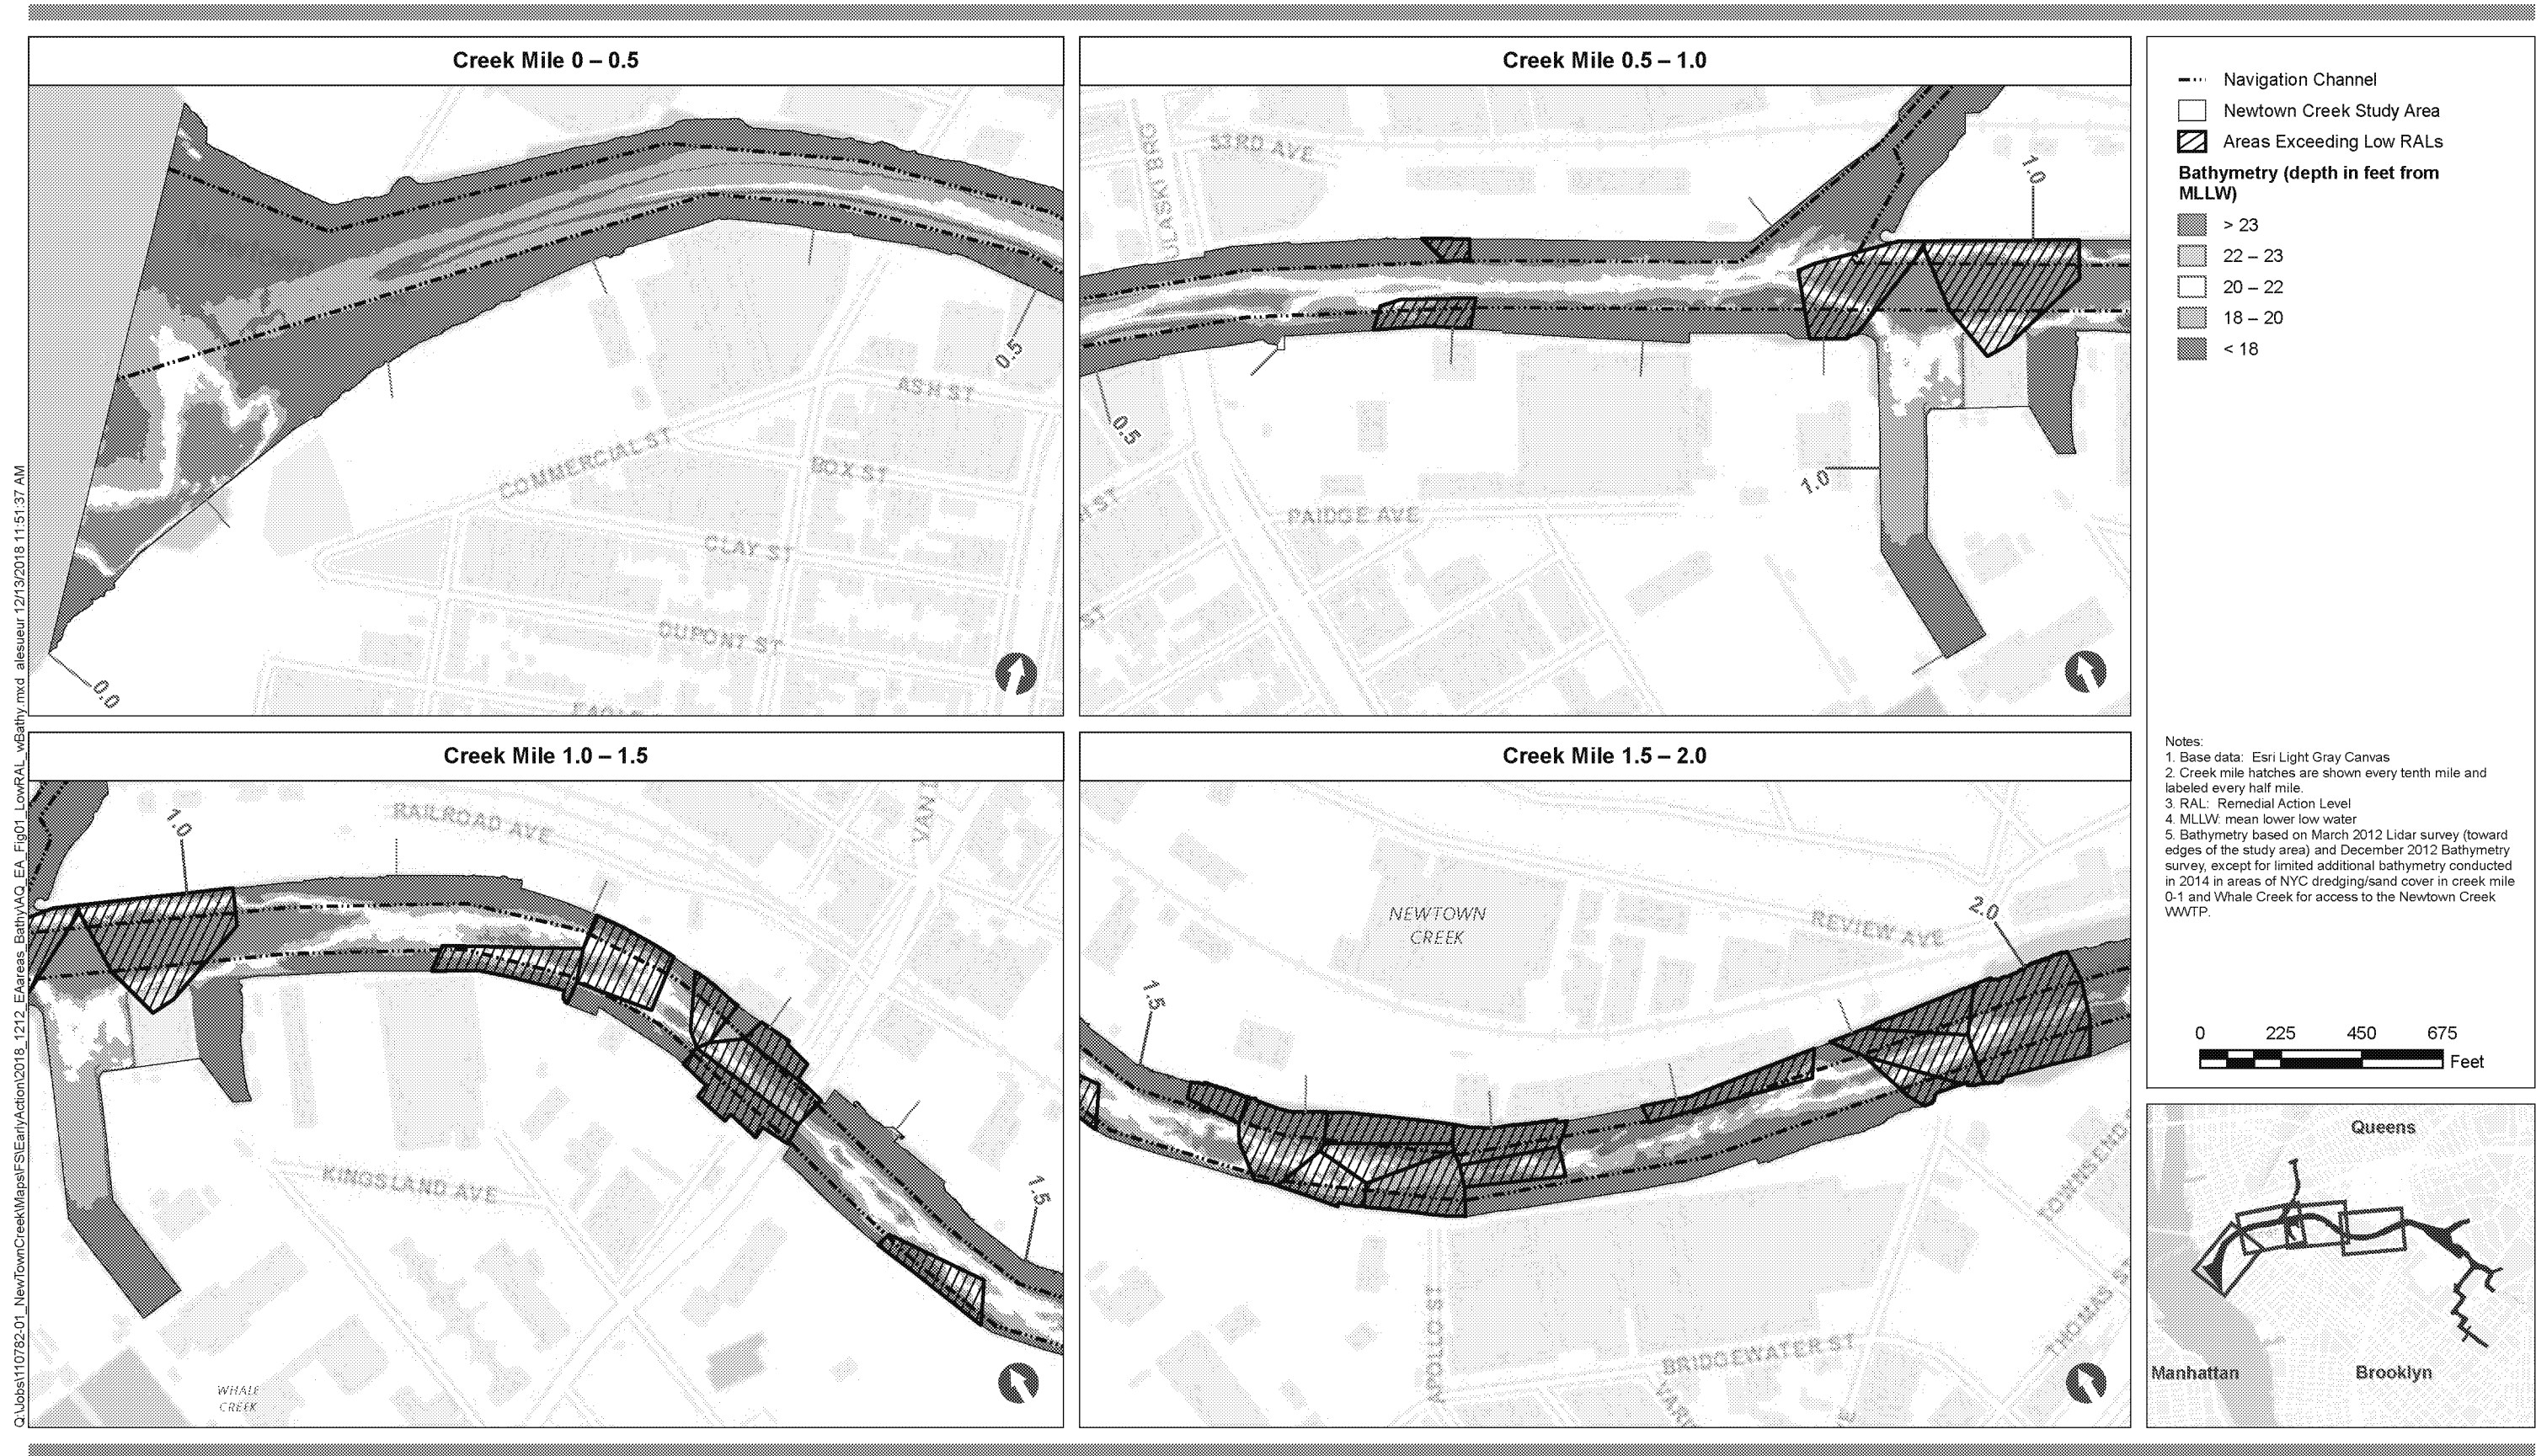 Creek Mile 0 – 0.5
ASH ST
COMMERCIAL ST
BOX ST
CLAY ST
DUPONT ST
0.5
0.0
Creek Mile 0.5 – 1.0
53RD AVE
1.0
0.5
1.0
PAIDGE AVE
ST
ST
Creek Mile 1.0 – 1.5
1.0
RAILROAD AVE
KINGSLAND AVE
1.5
WHALE
CREEK
Creek Mile 1.5 – 2.0
NEWTOWN
CREEK
2.0
REVIEW AVE
1.5
APOLLO ST
BRIDGEWATER ST
TOWNSEND
THOMAS ST
Navigation Channel
Newtown Creek Study Area
Areas Exceeding Low RALs
Bathymetry (depth in feet from
MLLW)
> 23
22 – 23
20 – 22
18 – 20
< 18
Notes:
1. Base data: Esri Light Gray Canvas
2. Creek mile hatches are shown every tenth mile and
labeled every half mile.
3. RAL: Remedial Action Level
4. MLLW: mean lower low water
5. Bathymetry based on March 2012 Lidar survey (toward
edges of the study area) and December 2012 Bathymetry
survey, except for limited additional bathymetry conducted
in 2014 in areas of NYC dredging/sand cover in creek mile
0-1 and Whale Creek for access to the Newtown Creek
WWTP.
0 225 450 675
Feet
Queens
Manhattan
Brooklyn
Q:\Jobs\110782-01_NewTownCreek\Maps\FS\EarlyAction\2018_1212_EAareas_Bathy\AQ_EA_Fig01_LowRAL_wBathy.mxd alesueur 12/13/2018 11:51:37 AM